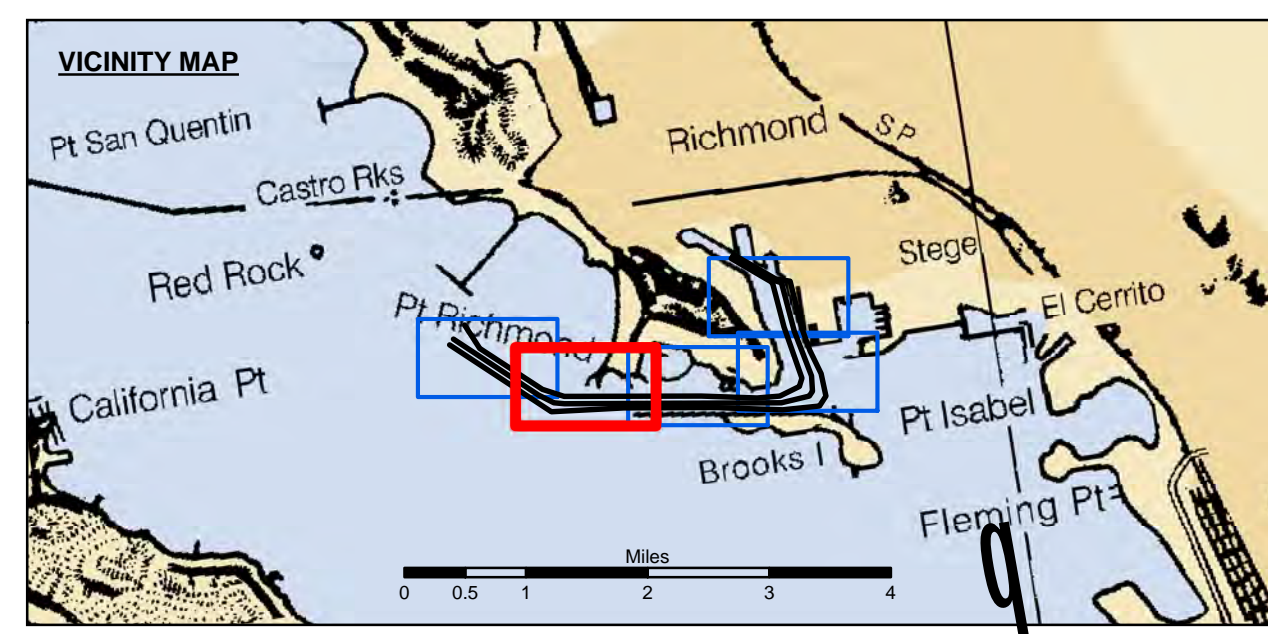 VICINITY MAP
Pt San Quentin
Richmond
S P
Castro Rks
Stege
Red Rock
El Cerrito
Pt Richmond
California Pt
Pt Isabel
Brooks I
Fleming Pt
Miles
0 0.5 1 2 3 4